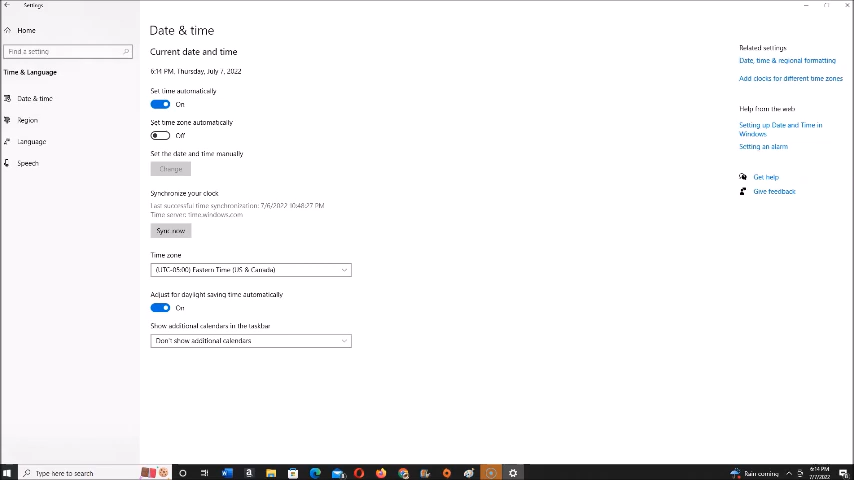 Settings
Home
Find a setting
Time & Language
Date & time
Region
Language
Speech
Date & time
Current date and time
6:14 PM, Thursday, July 7, 2022
Set time automatically
On
Set time zone automatically
Off
Set the date and time manually
Change
Synchronize your clock
Last successful time synchronization: 7/6/2022 10:48:27 PM
Time server: time.windows.com
Sync now
Time zone
(UTC-05:00) Eastern Time (US & Canada)
Adjust for daylight saving time automatically
On
Show additional calendars in the taskbar
Don't show additional calendars
Related settings
Date, time & regional formatting
Add clocks for different time zones
Help from the web
Setting up Date and Time in
Windows
Setting an alarm
Get help
Give feedback
Type here to search
Rain coming
6:14 PM
7/7/2022